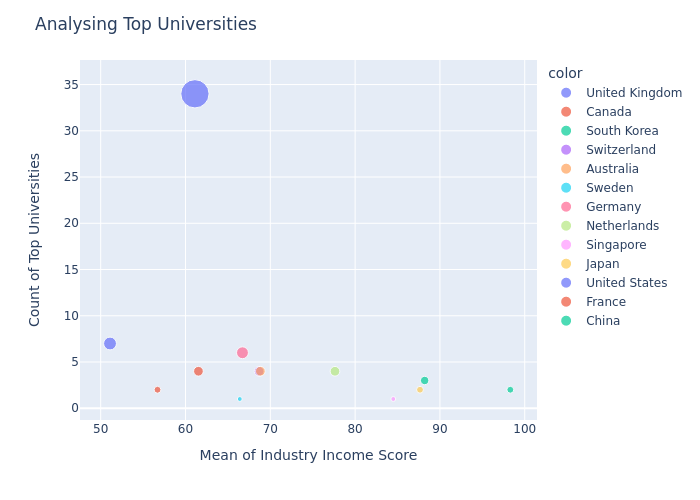 Analysing Top Universities
color
United Kingdom
Canada
South Korea
Switzerland
Australia
Sweden
Germany
Netherlands
Singapore
Japan
United States
France
China
Count of Top Universities
35
30
25
20
15
10
5
0
50 60 70 80 90 100
Mean of Industry Income Score